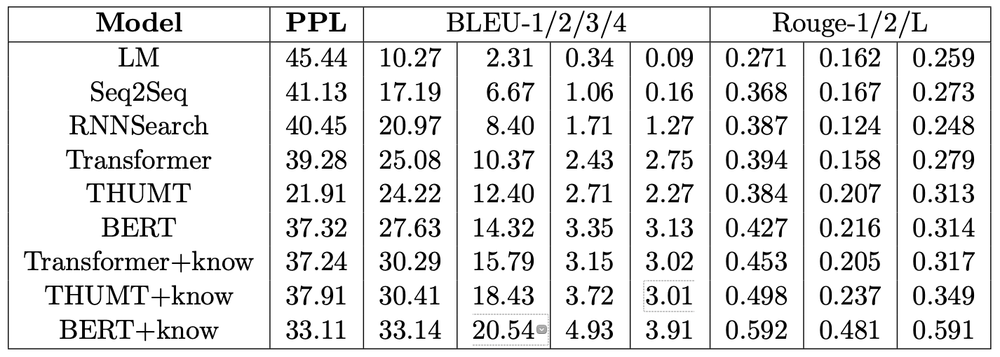 Model PPL BLEU-1/2/3/4 Rouge-1/2/L
LM 45.44 10.27 2.31 0.34 0.09 0.271 0.162 0.259
Seq2Seq 41.13 17.19 6.67 1.06 0.16 0.368 0.167 0.273
RNNSearch 40.45 20.97 8.40 1.71 1.27 0.387 0.124 0.248
Transformer 39.28 25.08 10.37 2.43 2.75 0.394 0.158 0.279
THUMT 21.91 24.22 12.40 2.71 2.27 0.384 0.207 0.313
BERT 37.32 27.63 14.32 3.35 3.13 0.427 0.216 0.314
Transformer+know 37.24 30.29 15.79 3.15 3.02 0.453 0.205 0.317
THUMT+know 37.91 30.41 18.43 3.72 3.01 0.498 0.237 0.349
BERT+know 33.11 33.14 20.54 4.93 3.91 0.592 0.481 0.591